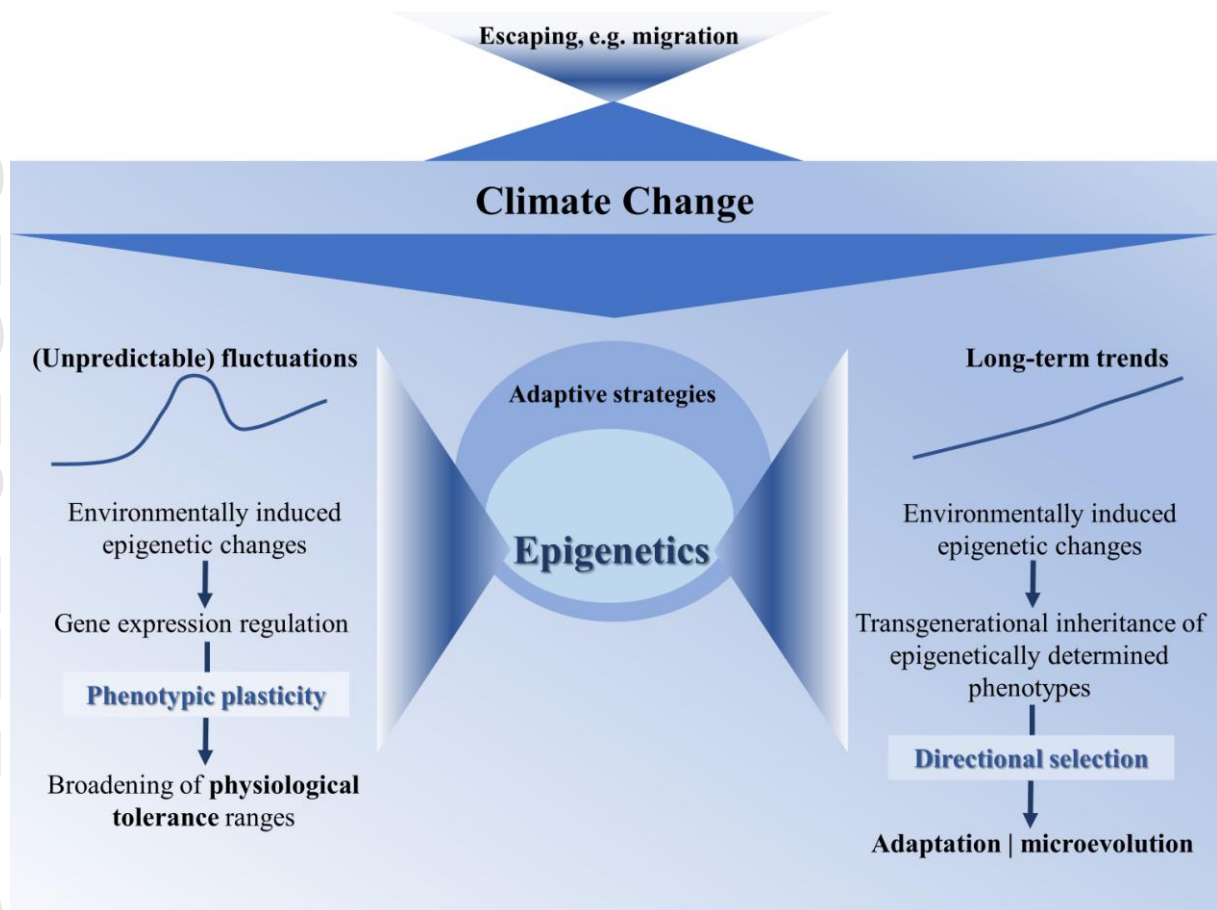 Escaping, e.g. migration
Climate Change
(Unpredictable) fluctuations
Environmentally induced
epigenetic changes
Gene expression regulation
Phenotypic plasticity
Broadening of physiological
tolerance ranges
Adaptive strategies
Epigenetics
Long-term trends
Environmentally induced
epigenetic changes
Transgenerational inheritance of
epigenetically determined
phenotypes
Directional selection
Adaptation | microevolution